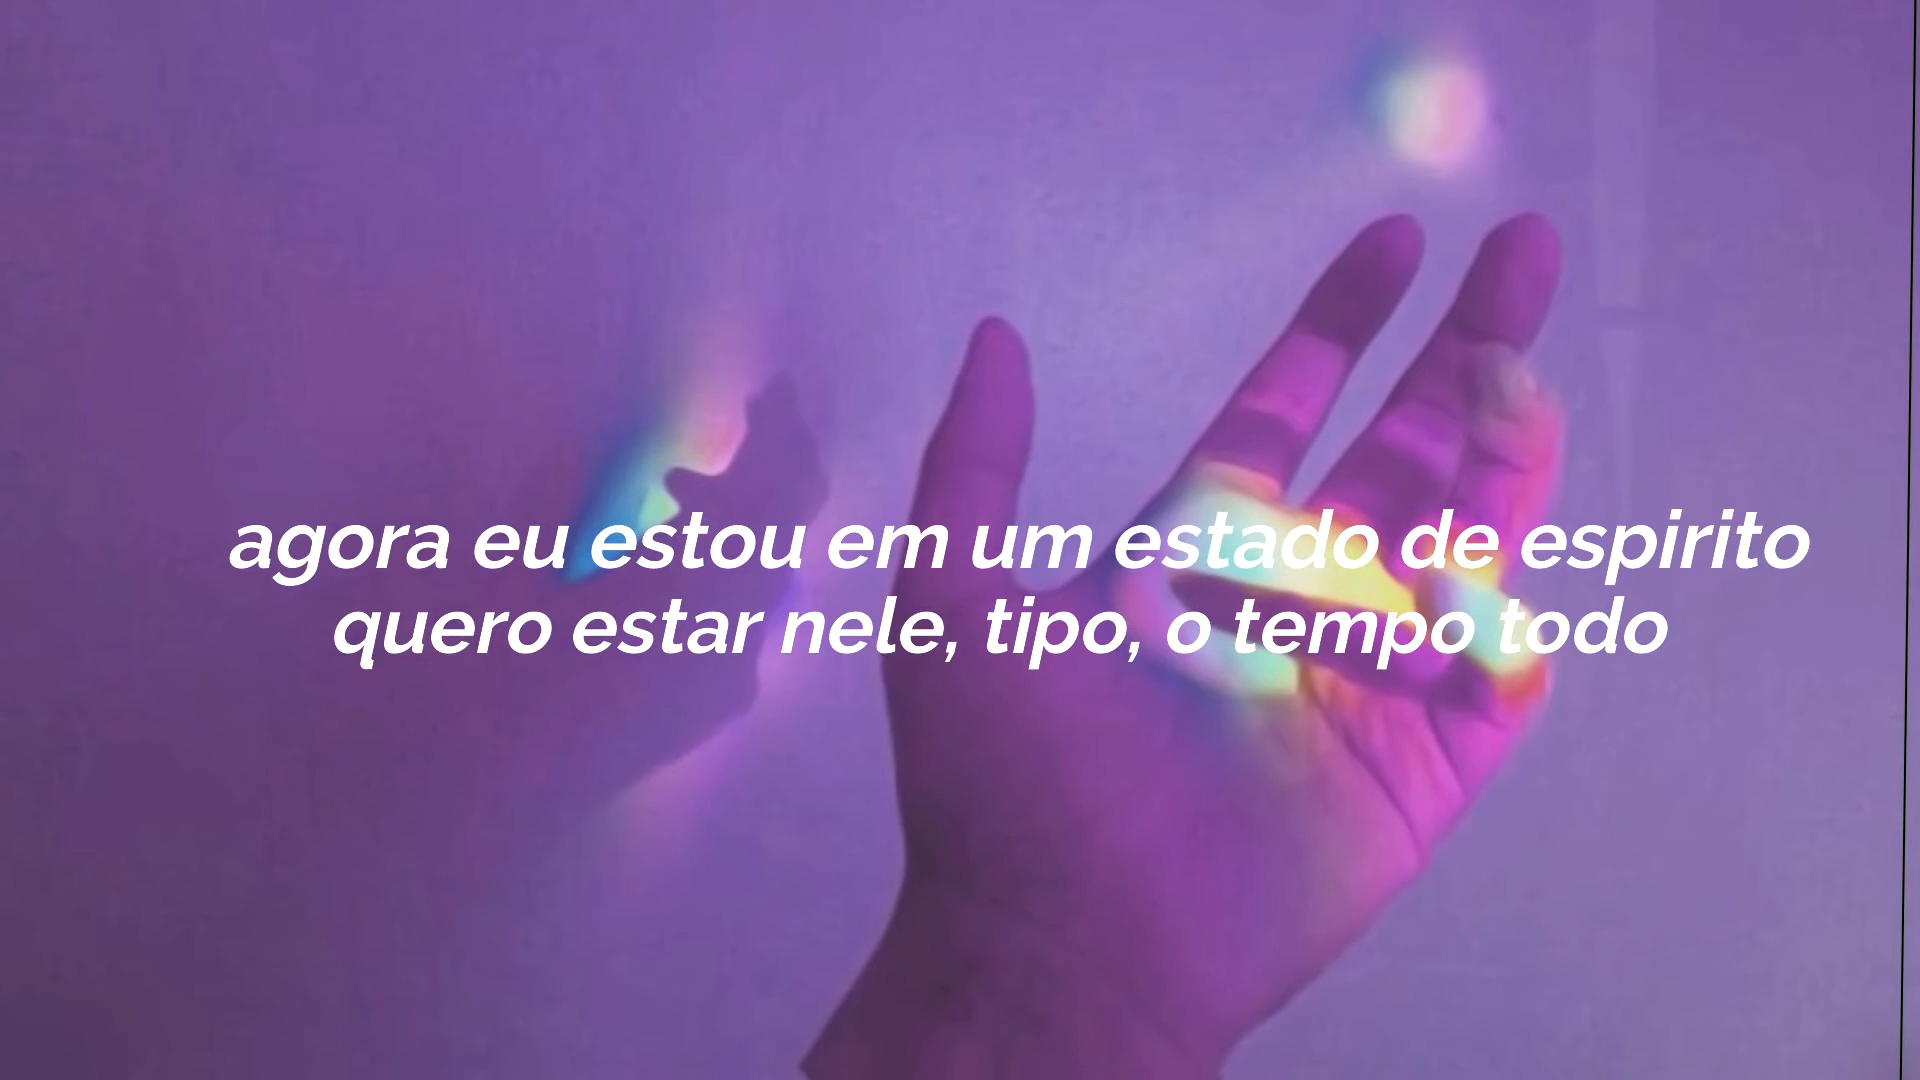 agora eu estou em um estado de espirito
quero estar nele, tipo, o tempo todo